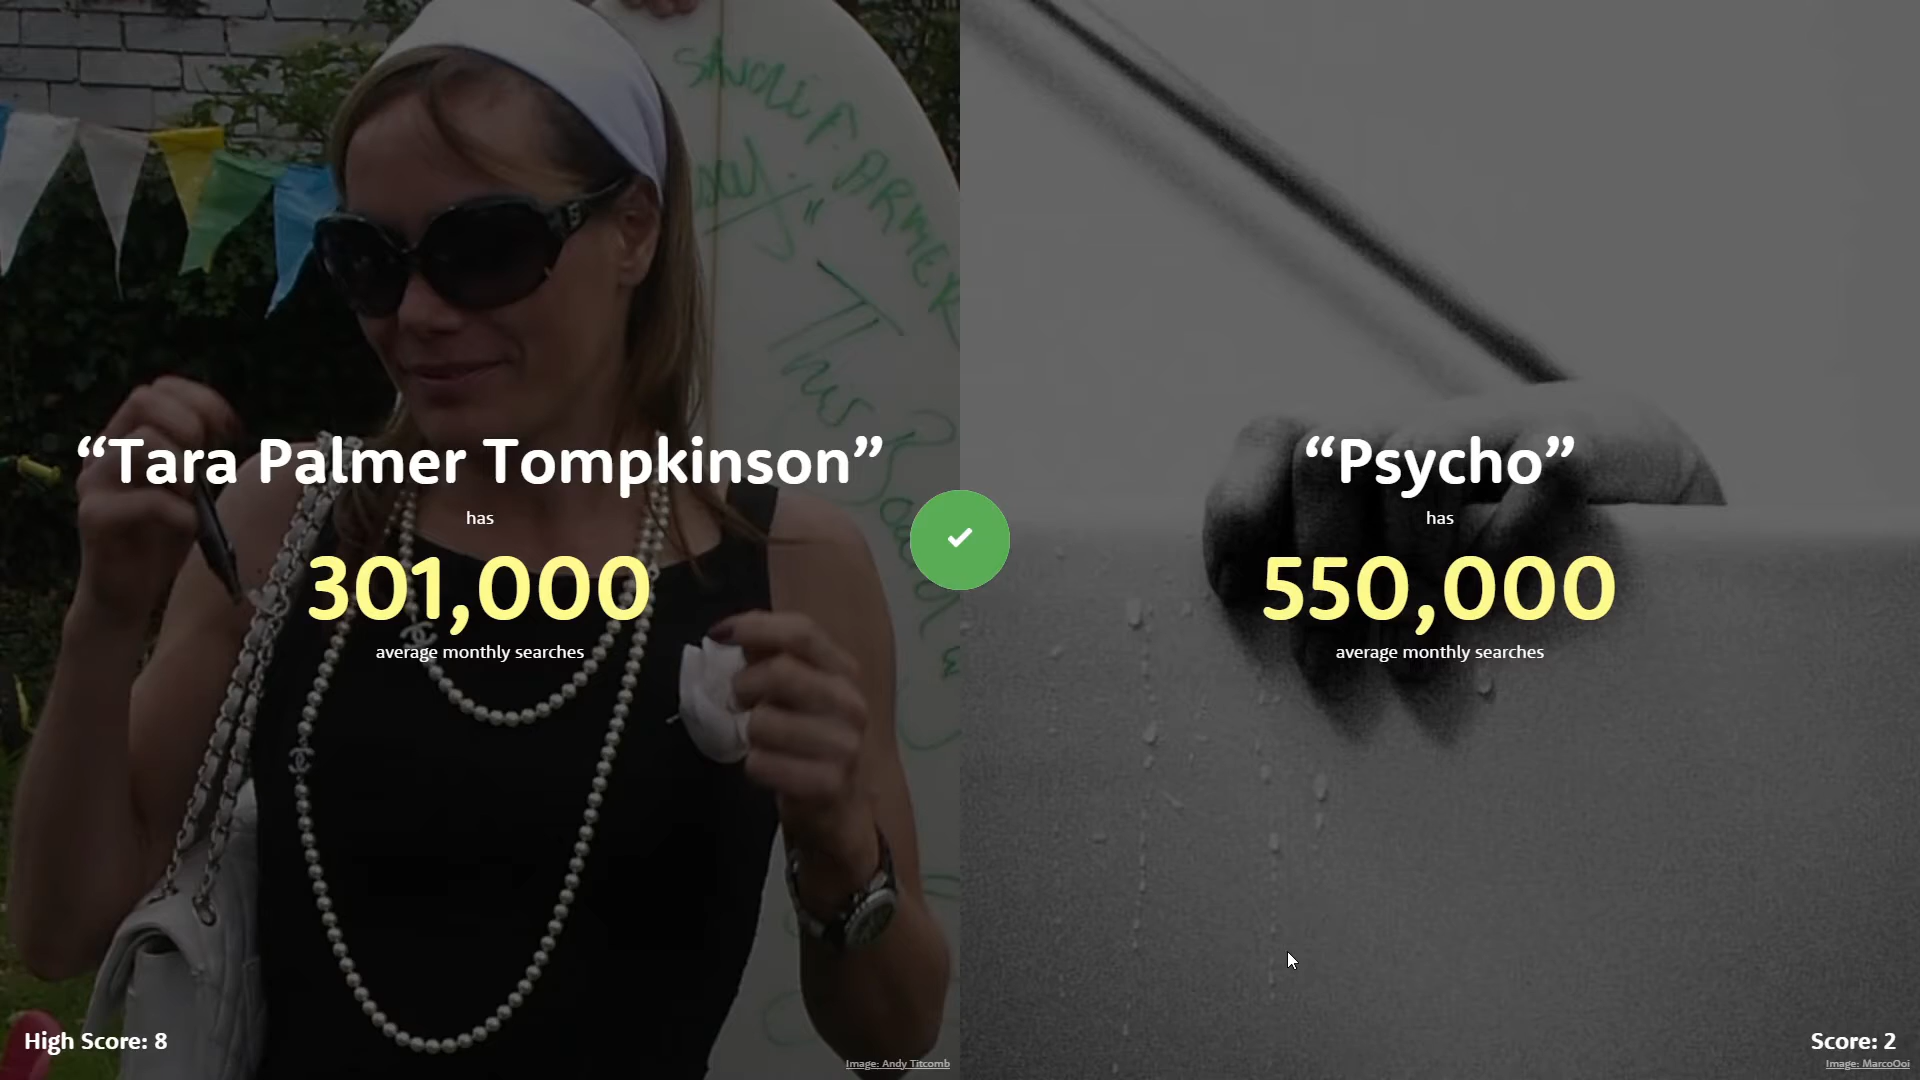 “Tara Palmer Tompkinson”
has
301,000
average monthly searches
High Score: 8
Image: Andy Titcomb
“Psycho”
has
550,000
average monthly searches
Score: 2
Image: MarcoOoi
This